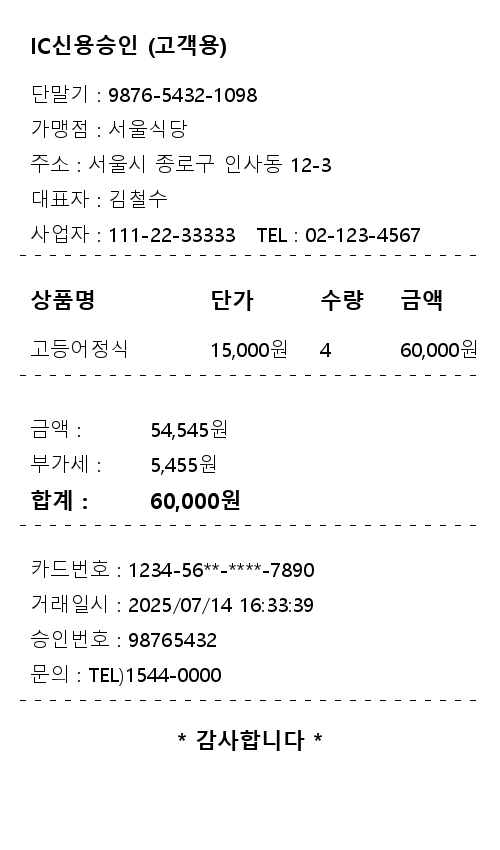 IC신용승인 (고객용)
단말기 : 9876-5432-1098
가맹점 : 서울식당
주소 : 서울시 종로구 인사동 12-3
대표자 : 김철수
사업자 : 111-22-33333 TEL : 02-123-4567
상품명 단가 수량 금액
고등어정식 15,000원 4 60,000원
금액 : 54,545원
부가세 : 5,455원
합계 : 60,000원
카드번호 : 1234-56**-****-7890
거래일시 : 2025/07/14 16:33:39
승인번호 : 98765432
문의 : TEL)1544-0000
* 감사합니다 *